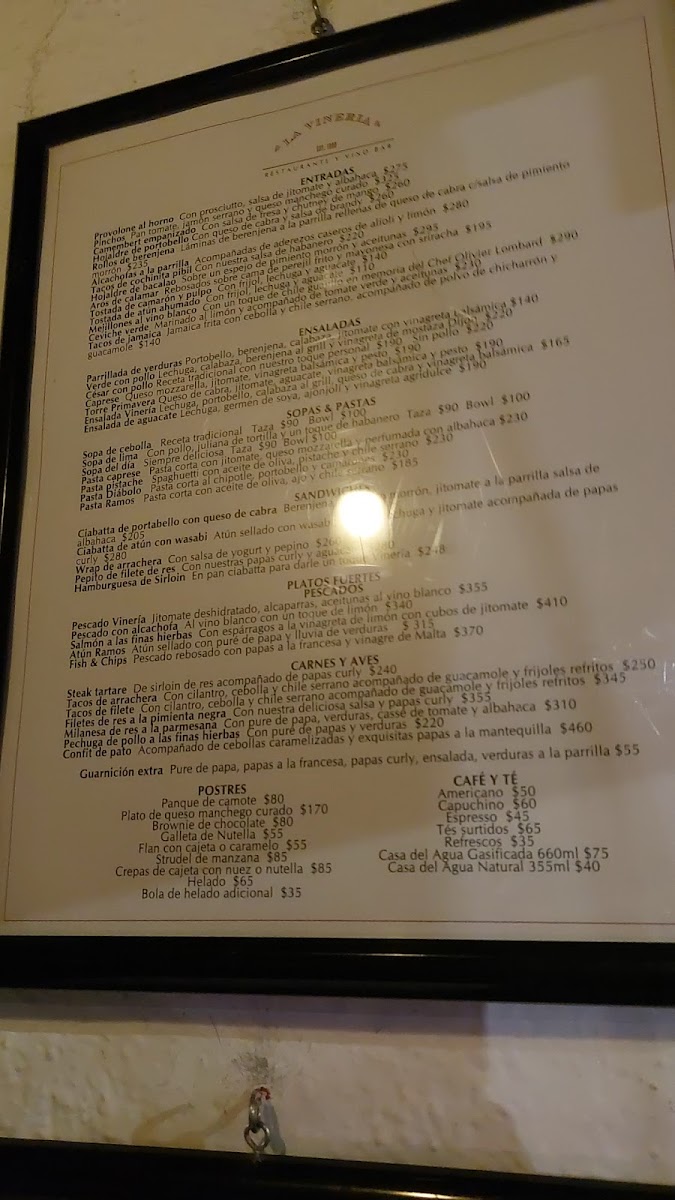 LA VINERIA
RESTAURANTE Y VINO BAR
ENTRADAS
Provolone al horno Con prosciutto, salsa de jitomate y albahaca $275
Pinchos Pan tomate, jamón serrano y queso manchego curado $325
Camembert empanizado Con salsa de fresa y chutney de mango $260
Hojaldre de portobello Con queso de cabra y salsa de brandy $260
Rollos de berenjena Láminas de berenjena a la parrilla rellenas de queso de cabra c/salsa de pimiento
morrón $235
Alcachofas a la parrilla Acompañadas de aderezos caseros de alioli y limón $280
Tacos de cochinita pibil Con nuestra salsa de habanero $220
Hojaldre de bacalao Sobre un espejo de pimiento morrón y aceitunas $295
Aros de calamar Rebosados sobre cama de perejil frito y mayonesa con sriracha $195
Tostada de camarón y pulpo Con frijol, lechuga y aguacate $140
Tostada de atún ahumado Con frijol, lechuga y aguacate $110
Mejillones al vino blanco Con un toque de chile en memoria del Chef Olivier Lombard $290
Ceviche verde Marinado al limón y acompañado de tomate verde y aceitunas $230
Tacos de jamaica Jamaica frita con cebolla y chile serrano, acompañado de polvo de chicharrón y
guacamole $140
ENSALADAS
Parrillada de verduras Portobello, berenjena, calabaza, jitomate con vinagreta balsámica $140
Verde con pollo Lechuga, calabaza, berenjena al grill y vinagreta de mostaza Dijon $220
César con pollo Receta tradicional con nuestro toque personal $190 Sin pollo $220
Caprese Queso mozzarella, jitomate, vinagreta balsámica y pesto $190
Torre Primavera Queso de cabra, jitomate, aguacate, vinagreta balsámica y pesto $190
Ensalada Vinería Lechuga, portobello, calabaza al grill, queso de cabra y vinagreta balsámica $165
Ensalada de aguacate Lechuga, germen de soya, ajonjolí y vinagreta agridulce $190
SOPAS & PASTAS
Sopa de cebolla Receta tradicional Taza $90 Bowl $100
Sopa de lima Con pollo, juliana de tortilla y un toque de habanero Taza $90 Bowl $100
Sopa del día Siempre deliciosa Taza $90 Bowl $100
Pasta caprese Pasta corta con jitomate, queso mozzarella y perfumada con albahaca $230
Pasta pistache Spaghetti con aceite de oliva, pistache y chile serrano $230
Pasta Diábolo Pasta corta al chipotle, portobello y camarones $230
Pasta Ramos Pasta corta con aceite de oliva, ajo y chile serrano $185
SANDWICHES
Ciabatta de portobello con queso de cabra Berenjena morrón, jitomate a la parrilla salsa de
albahaca $205
Ciabatta de atún con wasabi Atún sellado con wasabi lechuga y jitomate acompañada de papas
curly $280
Wrap de arrachera Con salsa de yogurt y pepino
Pepito de filete de res Con nuestras papas curly y
Hamburguesa de Sirloin En pan ciabatta para darle un toque Vinería
PLATOS FUERTES
PESCADOS
Pescado Vinería Jitomate deshidratado, alcaparras, aceitunas al vino blanco $355
Pescado con alcachofa Al vino blanco con un toque de limón $340
Salmón a las finas hierbas Con espárragos a la vinagreta de limón con cubos de jitomate $410
Atún Ramos Atún sellado con puré de papa y lluvia de verduras $ 315
Fish & Chips Pescado rebosado con papas a la francesa y vinagre de Malta $370
CARNES Y AVES
Steak tartare De sirloin de res acompañado de papas curly $240
Tacos de arrachera Con cilantro, cebolla y chile serrano acompañado de guacamole y frijoles refritos $250
Tacos de filete Con cilantro, cebolla y chile serrano acompañado de guacamole y frijoles refritos $345
Filetes de res a la pimienta negra Con nuestra deliciosa salsa y papas curly $355
Milanesa de res a la parmesana Con pure de papa, verduras, cassé de tomate y albahaca $310
Pechuga de pollo a las finas hierbas Con puré de papas y verduras $220
Confit de pato Acompañado de cebollas caramelizadas y exquisitas papas a la mantequilla $460
Guarnición extra Pure de papa, papas a la francesa, papas curly, ensalada, verduras a la parrilla $55
POSTRES
Panque de camote $80
Plato de queso manchego curado $170
Brownie de chocolate $80
Galleta de Nutella $55
Flan con cajeta o caramelo $55
Strudel de manzana $85
Crepas de cajeta con nuez o nutella $85
Helado $65
Bola de helado adicional $35
CAFÉ Y TÉ
Americano $50
Capuchino $60
Espresso $45
Tés surtidos $65
Refrescos $35
Casa del Agua Gasificada 660ml $75
Casa del Agua Natural 355ml $40